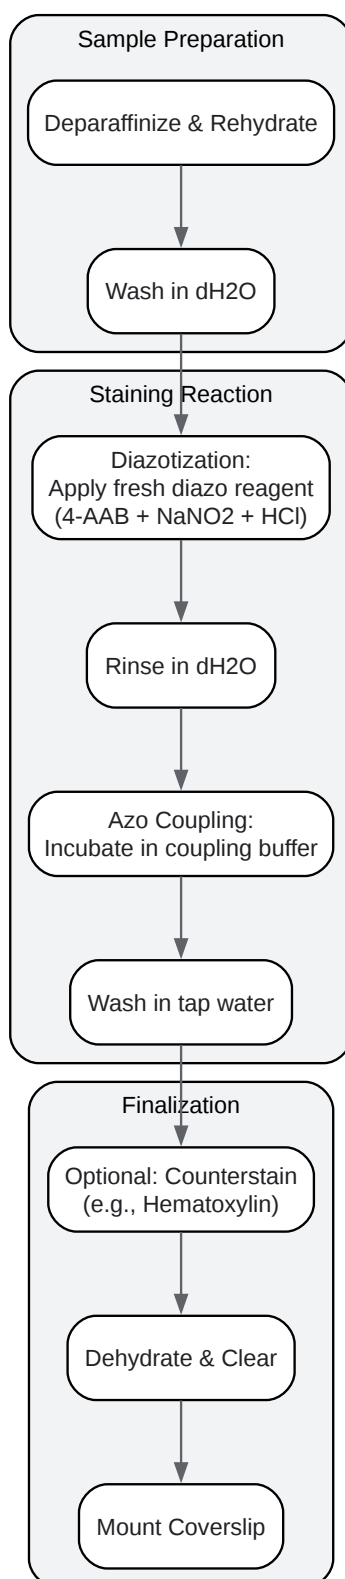 Sample Preparation
Deparaffinize & Rehydrate
Wash in dH2O
Staining Reaction
Diazotization:
Apply fresh diazo reagent
(4-AAB + NaNO2 + HCl)
Rinse in dH2O
Azo Coupling:
Incubate in coupling buffer
Wash in tap water
Finalization
Optional: Counterstain
(e.g., Hematoxylin)
Dehydrate & Clear
Mount Coverslip